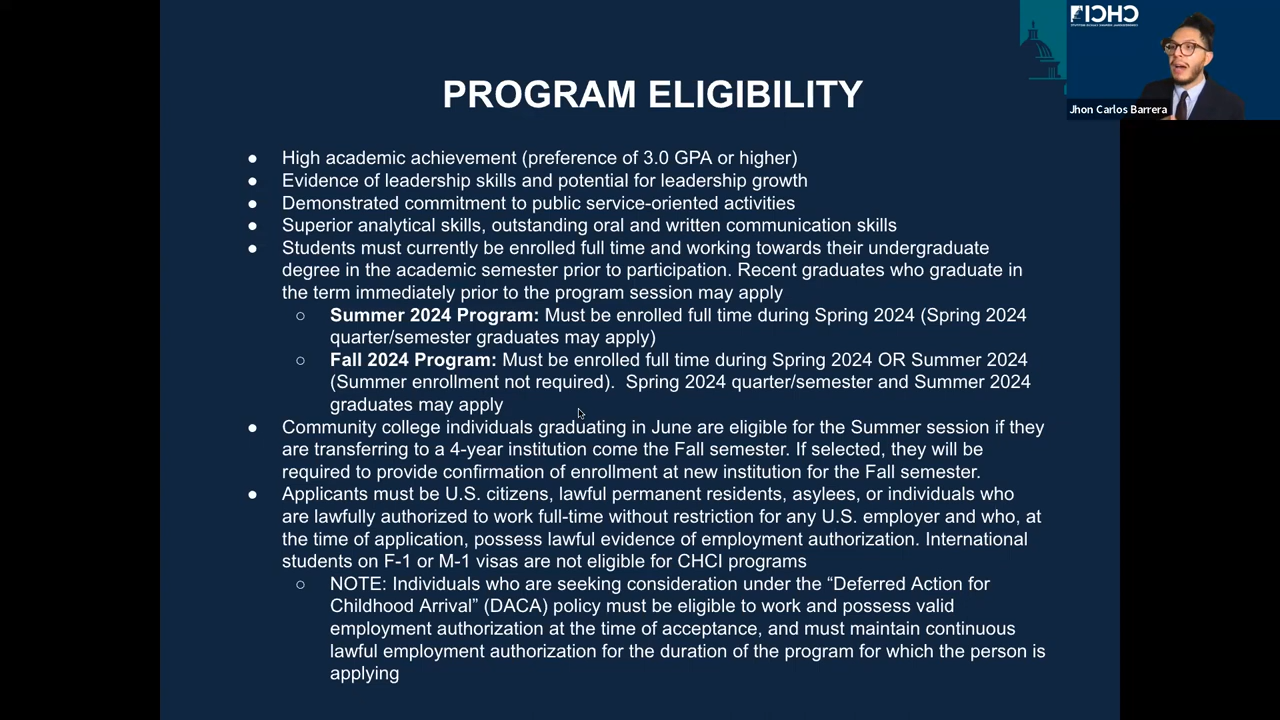 PROGRAM ELIGIBILITY
● High academic achievement (preference of 3.0 GPA or higher)
● Evidence of leadership skills and potential for leadership growth
● Demonstrated commitment to public service-oriented activities
● Superior analytical skills, outstanding oral and written communication skills
● Students must currently be enrolled full time and working towards their undergraduate
degree in the academic semester prior to participation. Recent graduates who graduate in
the term immediately prior to the program session may apply
○ Summer 2024 Program: Must be enrolled full time during Spring 2024 (Spring 2024
quarter/semester graduates may apply)
○ Fall 2024 Program: Must be enrolled full time during Spring 2024 OR Summer 2024
(Summer enrollment not required). Spring 2024 quarter/semester and Summer 2024
graduates may apply
● Community college individuals graduating in June are eligible for the Summer session if they
are transferring to a 4-year institution come the Fall semester. If selected, they will be
required to provide confirmation of enrollment at new institution for the Fall semester.
● Applicants must be U.S. citizens, lawful permanent residents, asylees, or individuals who
are lawfully authorized to work full-time without restriction for any U.S. employer and who, at
the time of application, possess lawful evidence of employment authorization. International
students on F-1 or M-1 visas are not eligible for CHCI programs
○ NOTE: Individuals who are seeking consideration under the “Deferred Action for
Childhood Arrival” (DACA) policy must be eligible to work and possess valid
employment authorization at the time of acceptance, and must maintain continuous
lawful employment authorization for the duration of the program for which the person is
applying
CHCI
Jhon Carlos Barrera